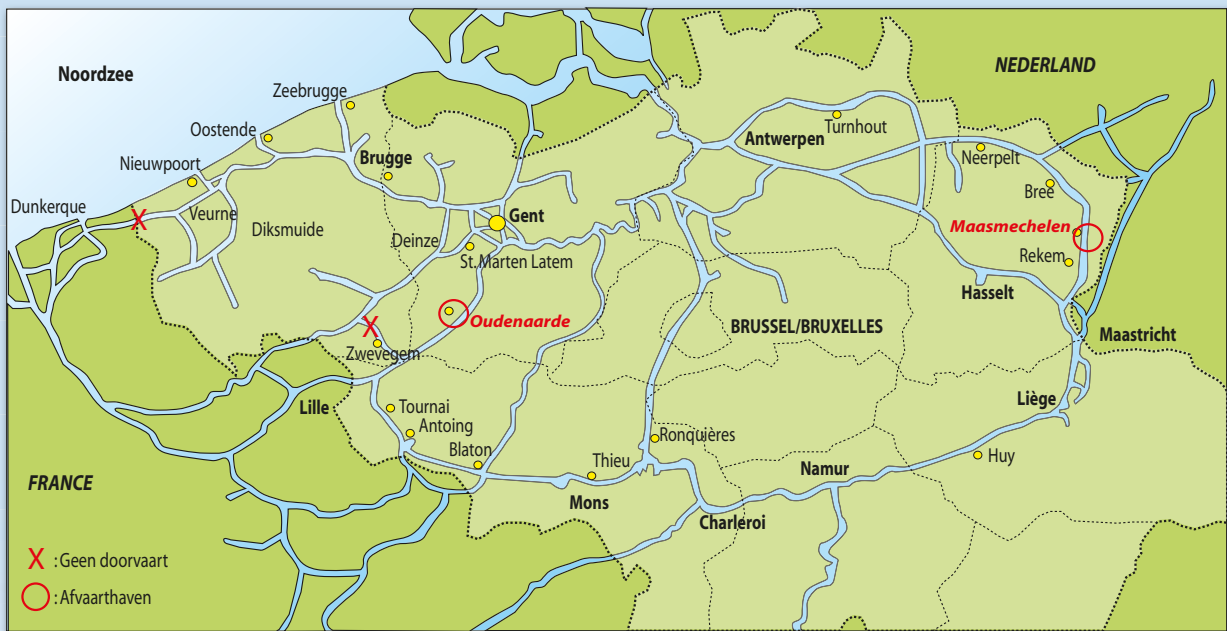 Noordzee
NEDERLAND
Zeebrugge
Oostende
Turnhout
Antwerpen
Nieuwpoort
Brugge
Neerpelt
Bree
Dunkerque
Veurne
Diksmuide
Gent
Deinze
Maasmechelen
St. Marten Latem
Rekem
Hasselt
Oudenaarde
BRUSSEL/BRUXELLES
Maastricht
Zwevegem
Lille
Tournai
Antoing
Liège
Blaton
Ronquières
Thieu
Namur
Huy
FRANCE
Mons
Charleroi
X : Geen doorvaart
: Afvaarthaven